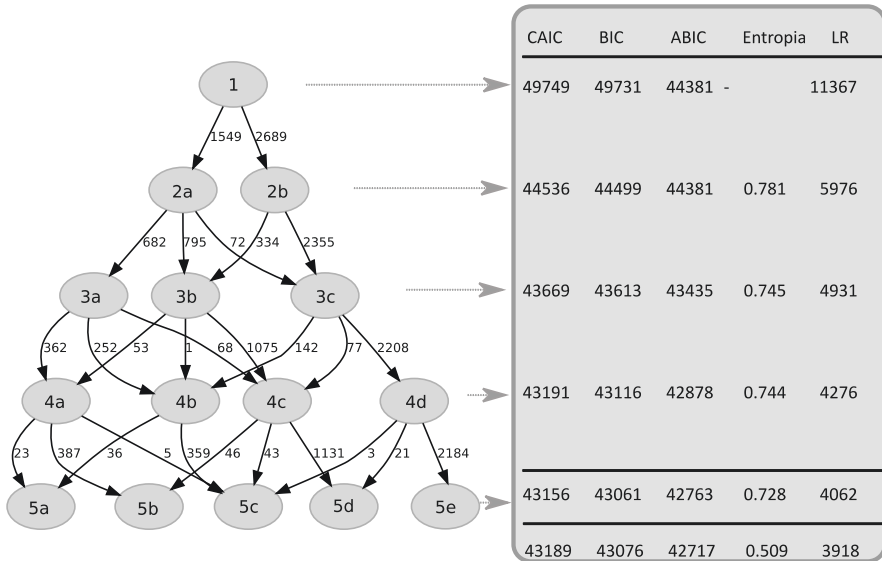 CAIC BIC ABIC Entropia LR
1 49749 49731 44381 - 11367
1549 2689
2a 2b 44536 44499 44381 0.781 5976
682 795 72 334 2355
3a 3b 3c 43669 43613 43435 0.745 4931
362 252 53 1 68 1075 142 77 2208
4a 4b 4c 4d 43191 43116 42878 0.744 4276
23 387 36 5 359 46 43 1131 3 21 2184
5a 5b 5c 5d 5e 43156 43061 42763 0.728 4062
43189 43076 42717 0.509 3918